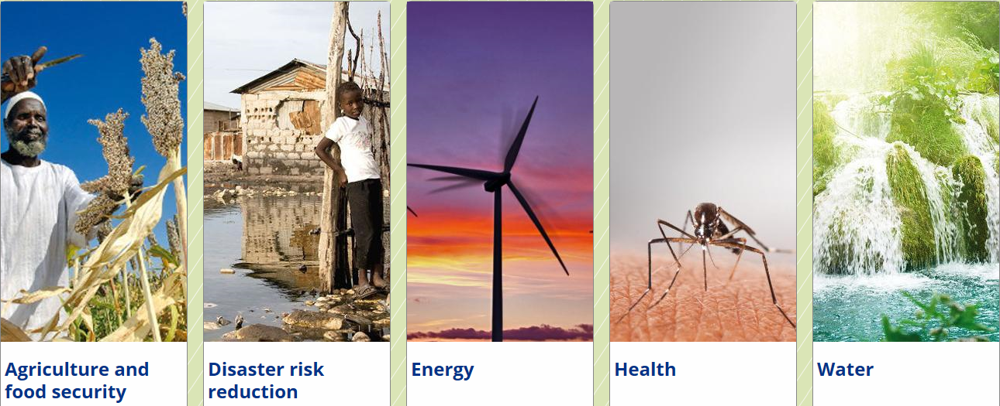 Agriculture and
food security
Disaster risk
reduction
Energy
Health
Water